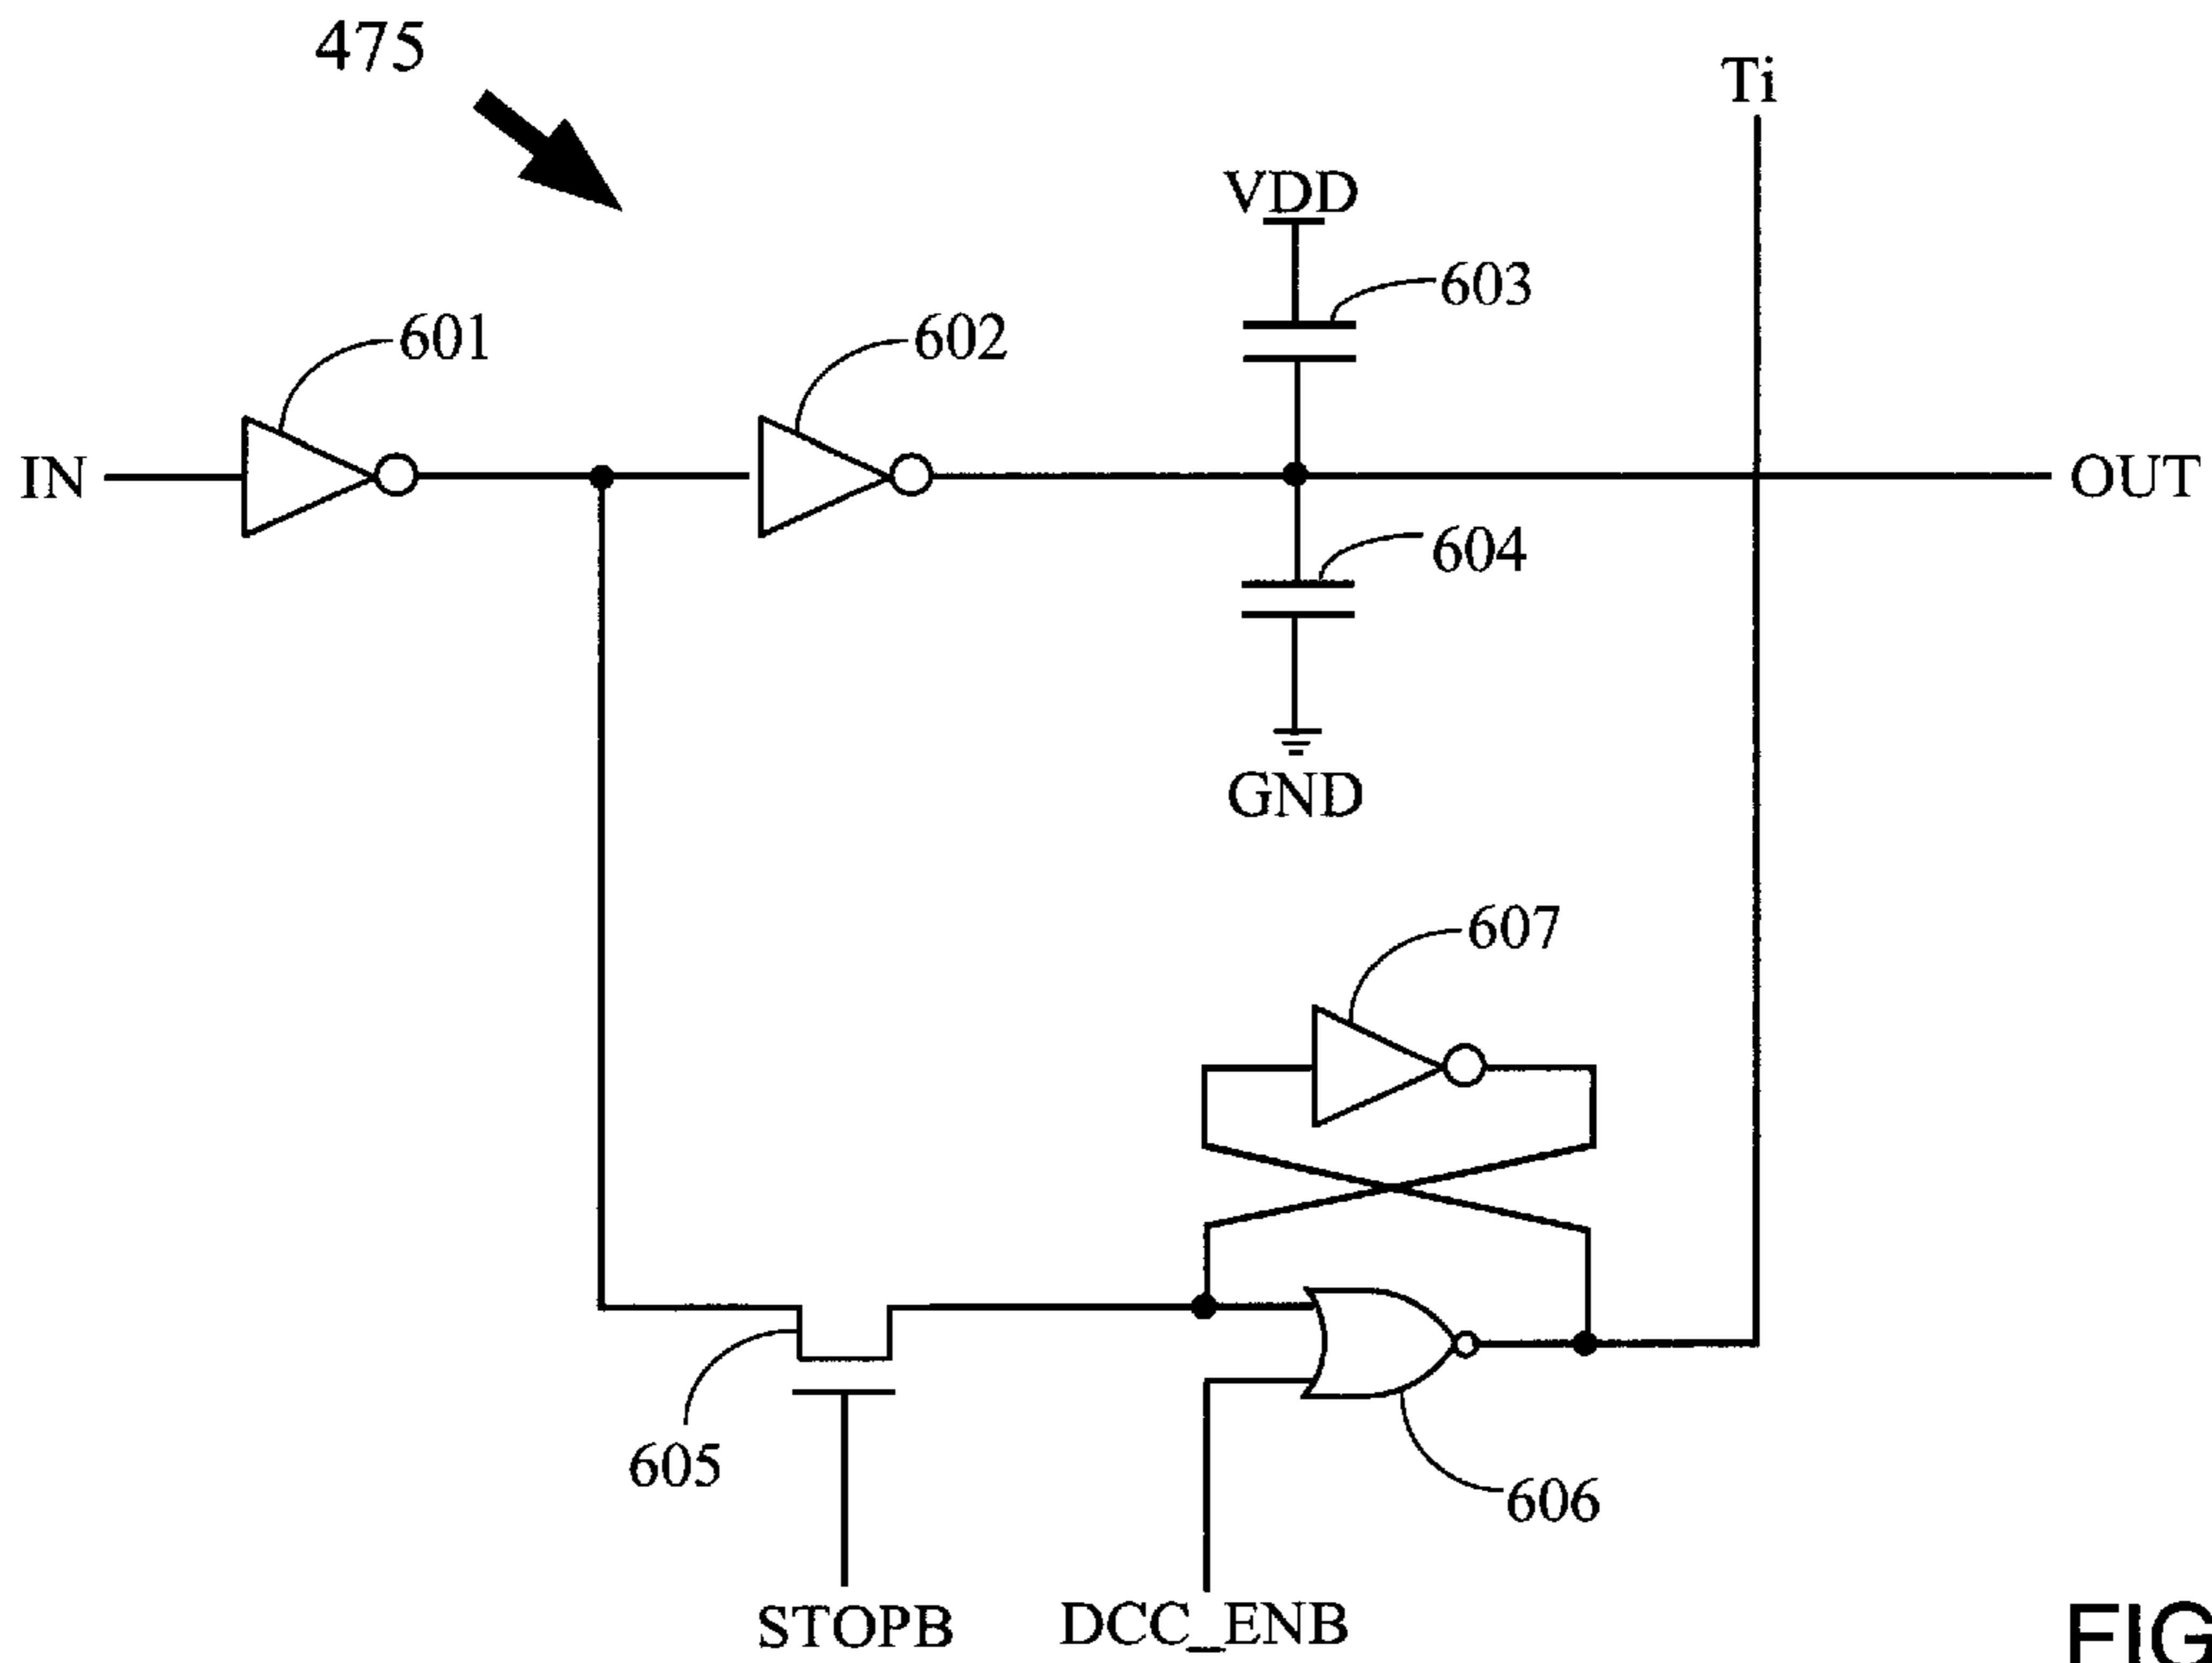 475
Ti
VDD
603
601
602
IN
OUT
604
GND
607
605
606
STOPB
DCC_ENB
FIG